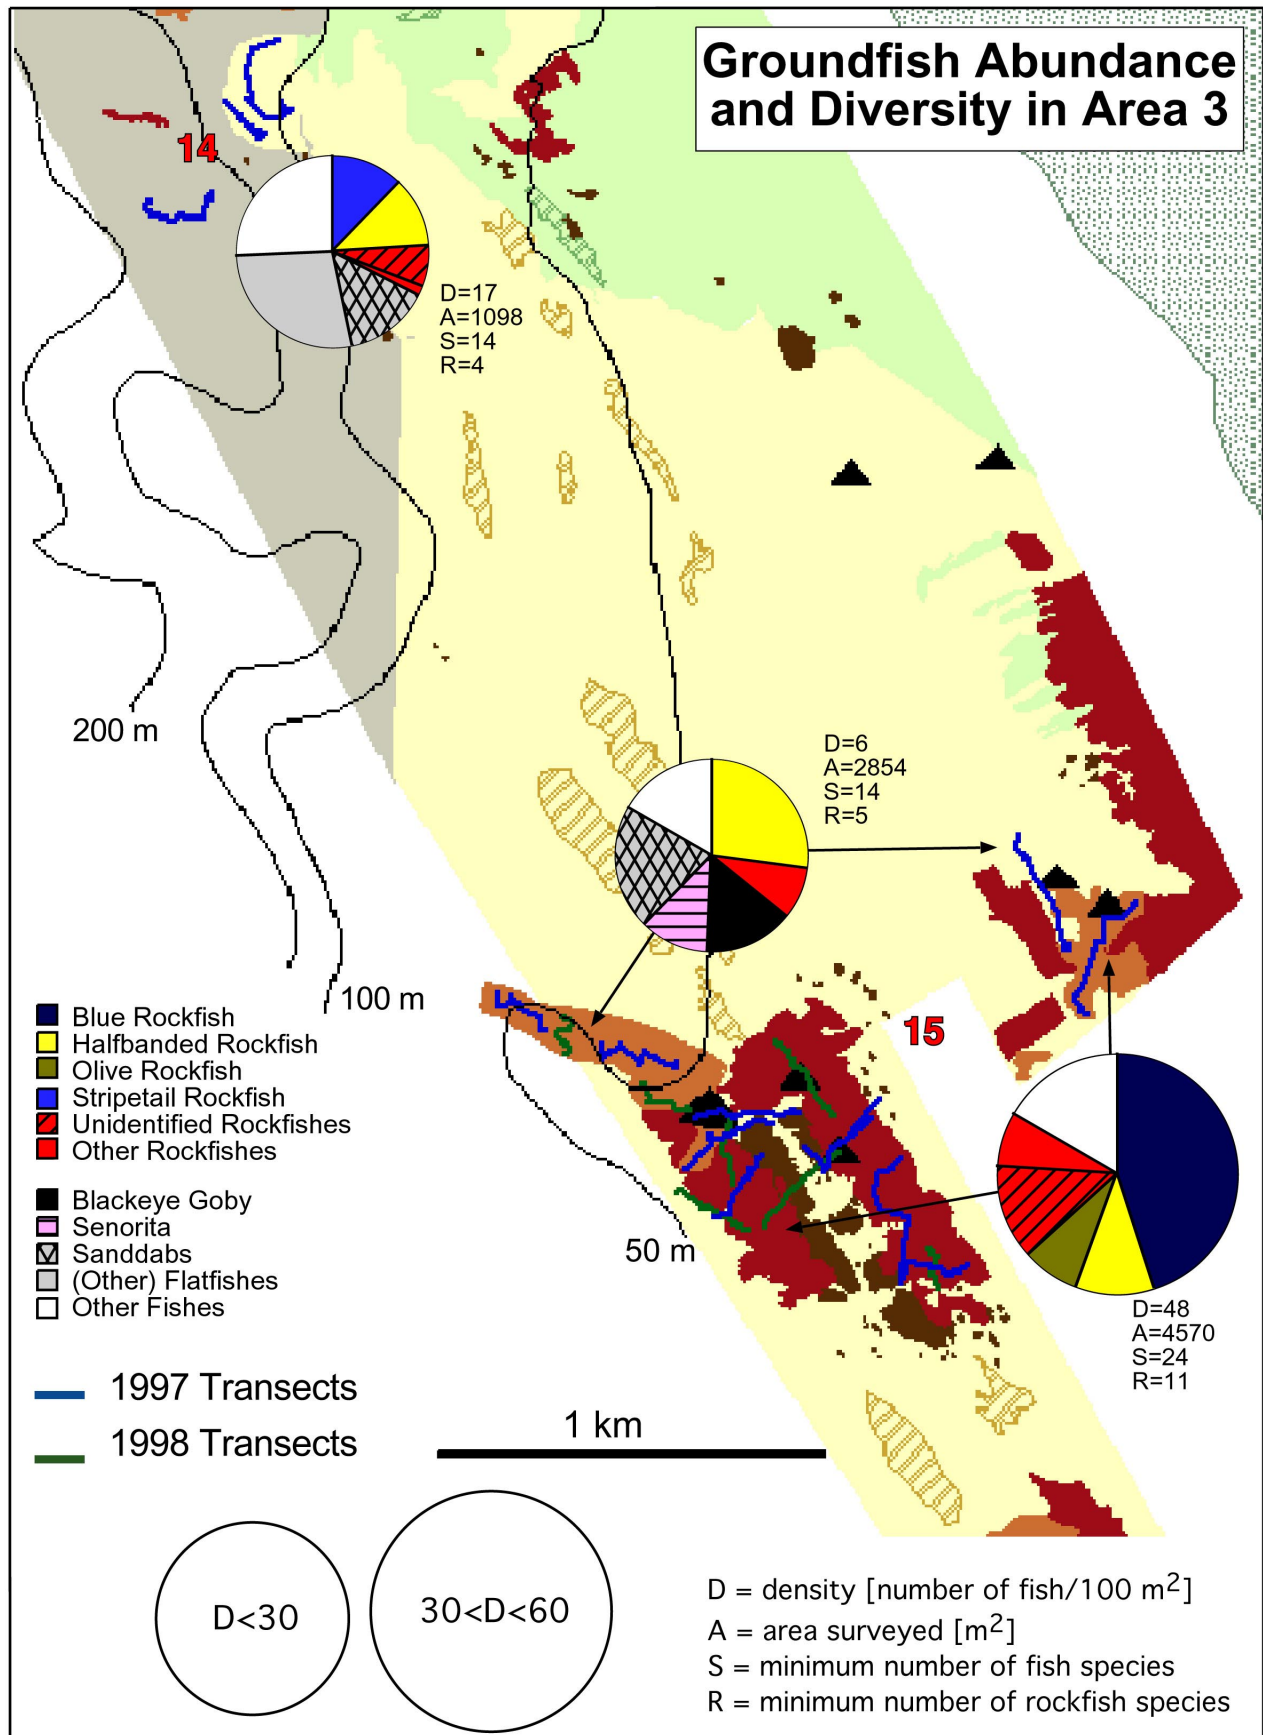 Groundfish Abundance
and Diversity in Area 3
14
D=17
A=1098
S=14
R=4
200 m
D=6
A=2854
S=14
R=5
100 m
15
50 m
Blue Rockfish
Halfbanded Rockfish
Olive Rockfish
Stripetail Rockfish
Unidentified Rockfishes
Other Rockfishes
Blackeye Goby
Senorita
Sanddabs
(Other) Flatfishes
Other Fishes
D=48
A=4570
S=24
R=11
1997 Transects
1998 Transects
1 km
D<30
30<D<60
D = density [number of fish/100 m²]
A = area surveyed [m²]
S = minimum number of fish species
R = minimum number of rockfish species